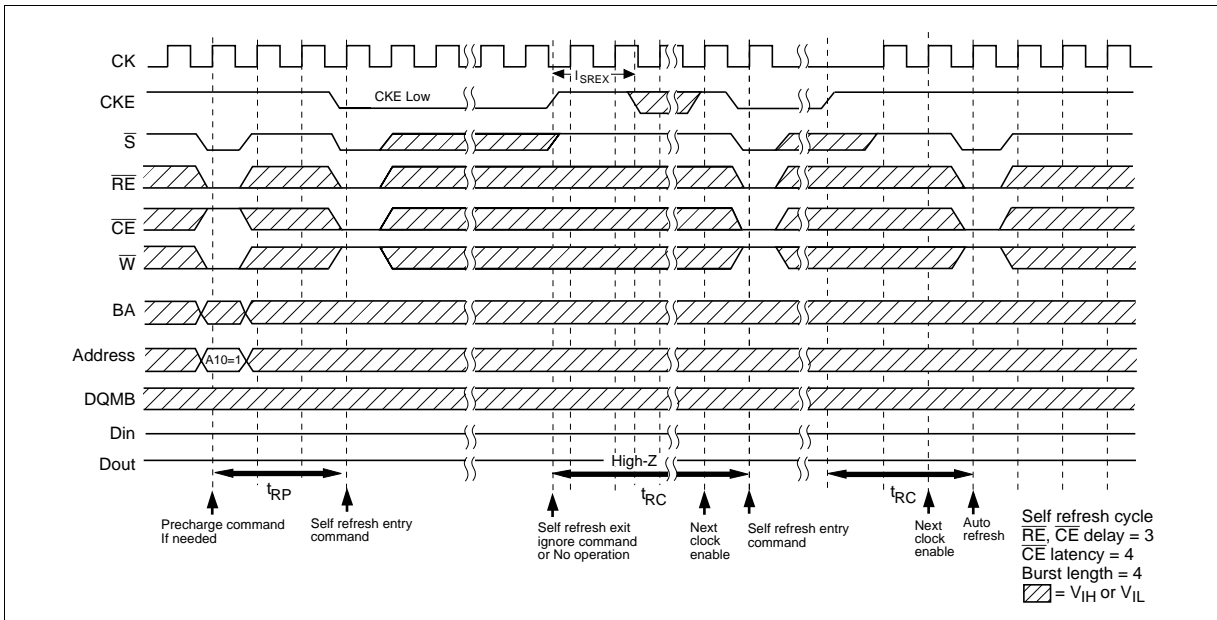 CK
l SREX
CKE
CKE Low
S
RE
CE
W
BA
Address
A10=1
DQMB
Din
Dout
High-Z
tRP
tRC
tRC
Precharge command
If needed
Self refresh entry
command
Self refresh exit
ignore command
or No operation
Next
clock
enable
Self refresh entry
command
Next
clock
enable
Auto
refresh
Self refresh cycle
RE, CE delay = 3
CE latency = 4
Burst length = 4
= VIH or VIL